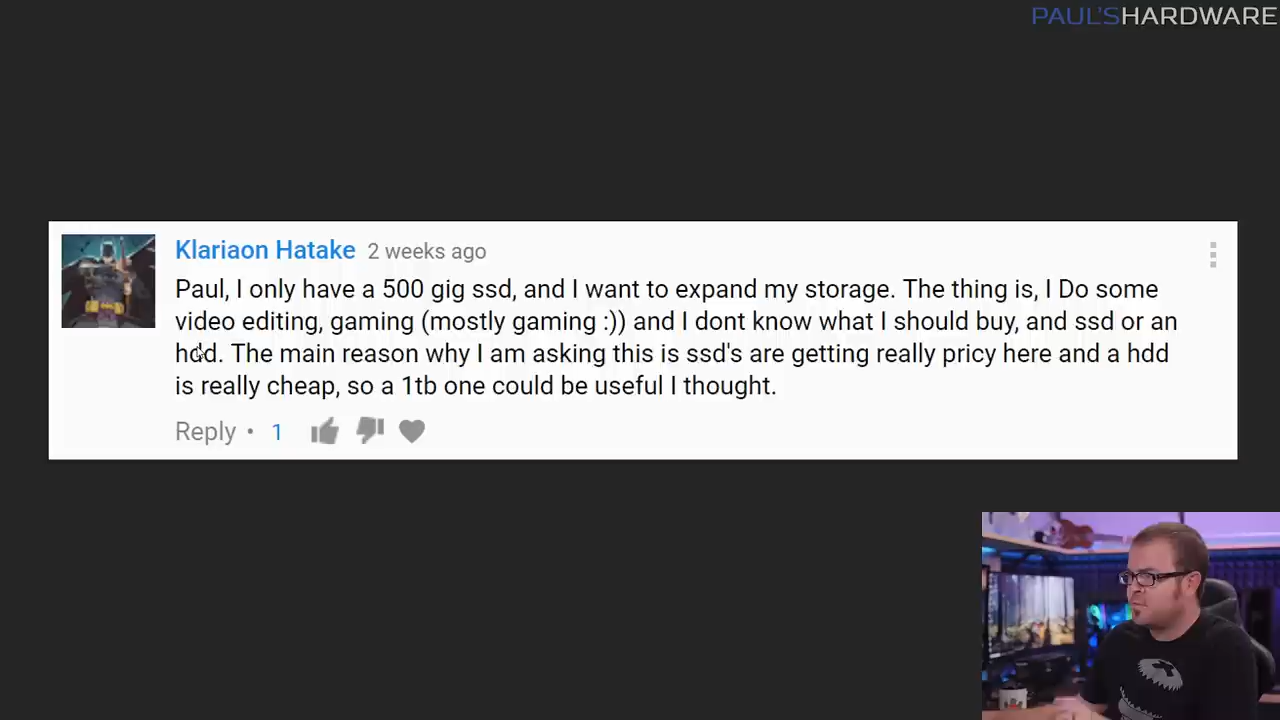 PAUL'SHARDWARE
Klariaon Hatake 2 weeks ago
Paul, I only have a 500 gig ssd, and I want to expand my storage. The thing is, I Do some
video editing, gaming (mostly gaming :)) and I dont know what I should buy, and ssd or an
hdd. The main reason why I am asking this is ssd's are getting really pricy here and a hdd
is really cheap, so a 1tb one could be useful I thought.
Reply • 1